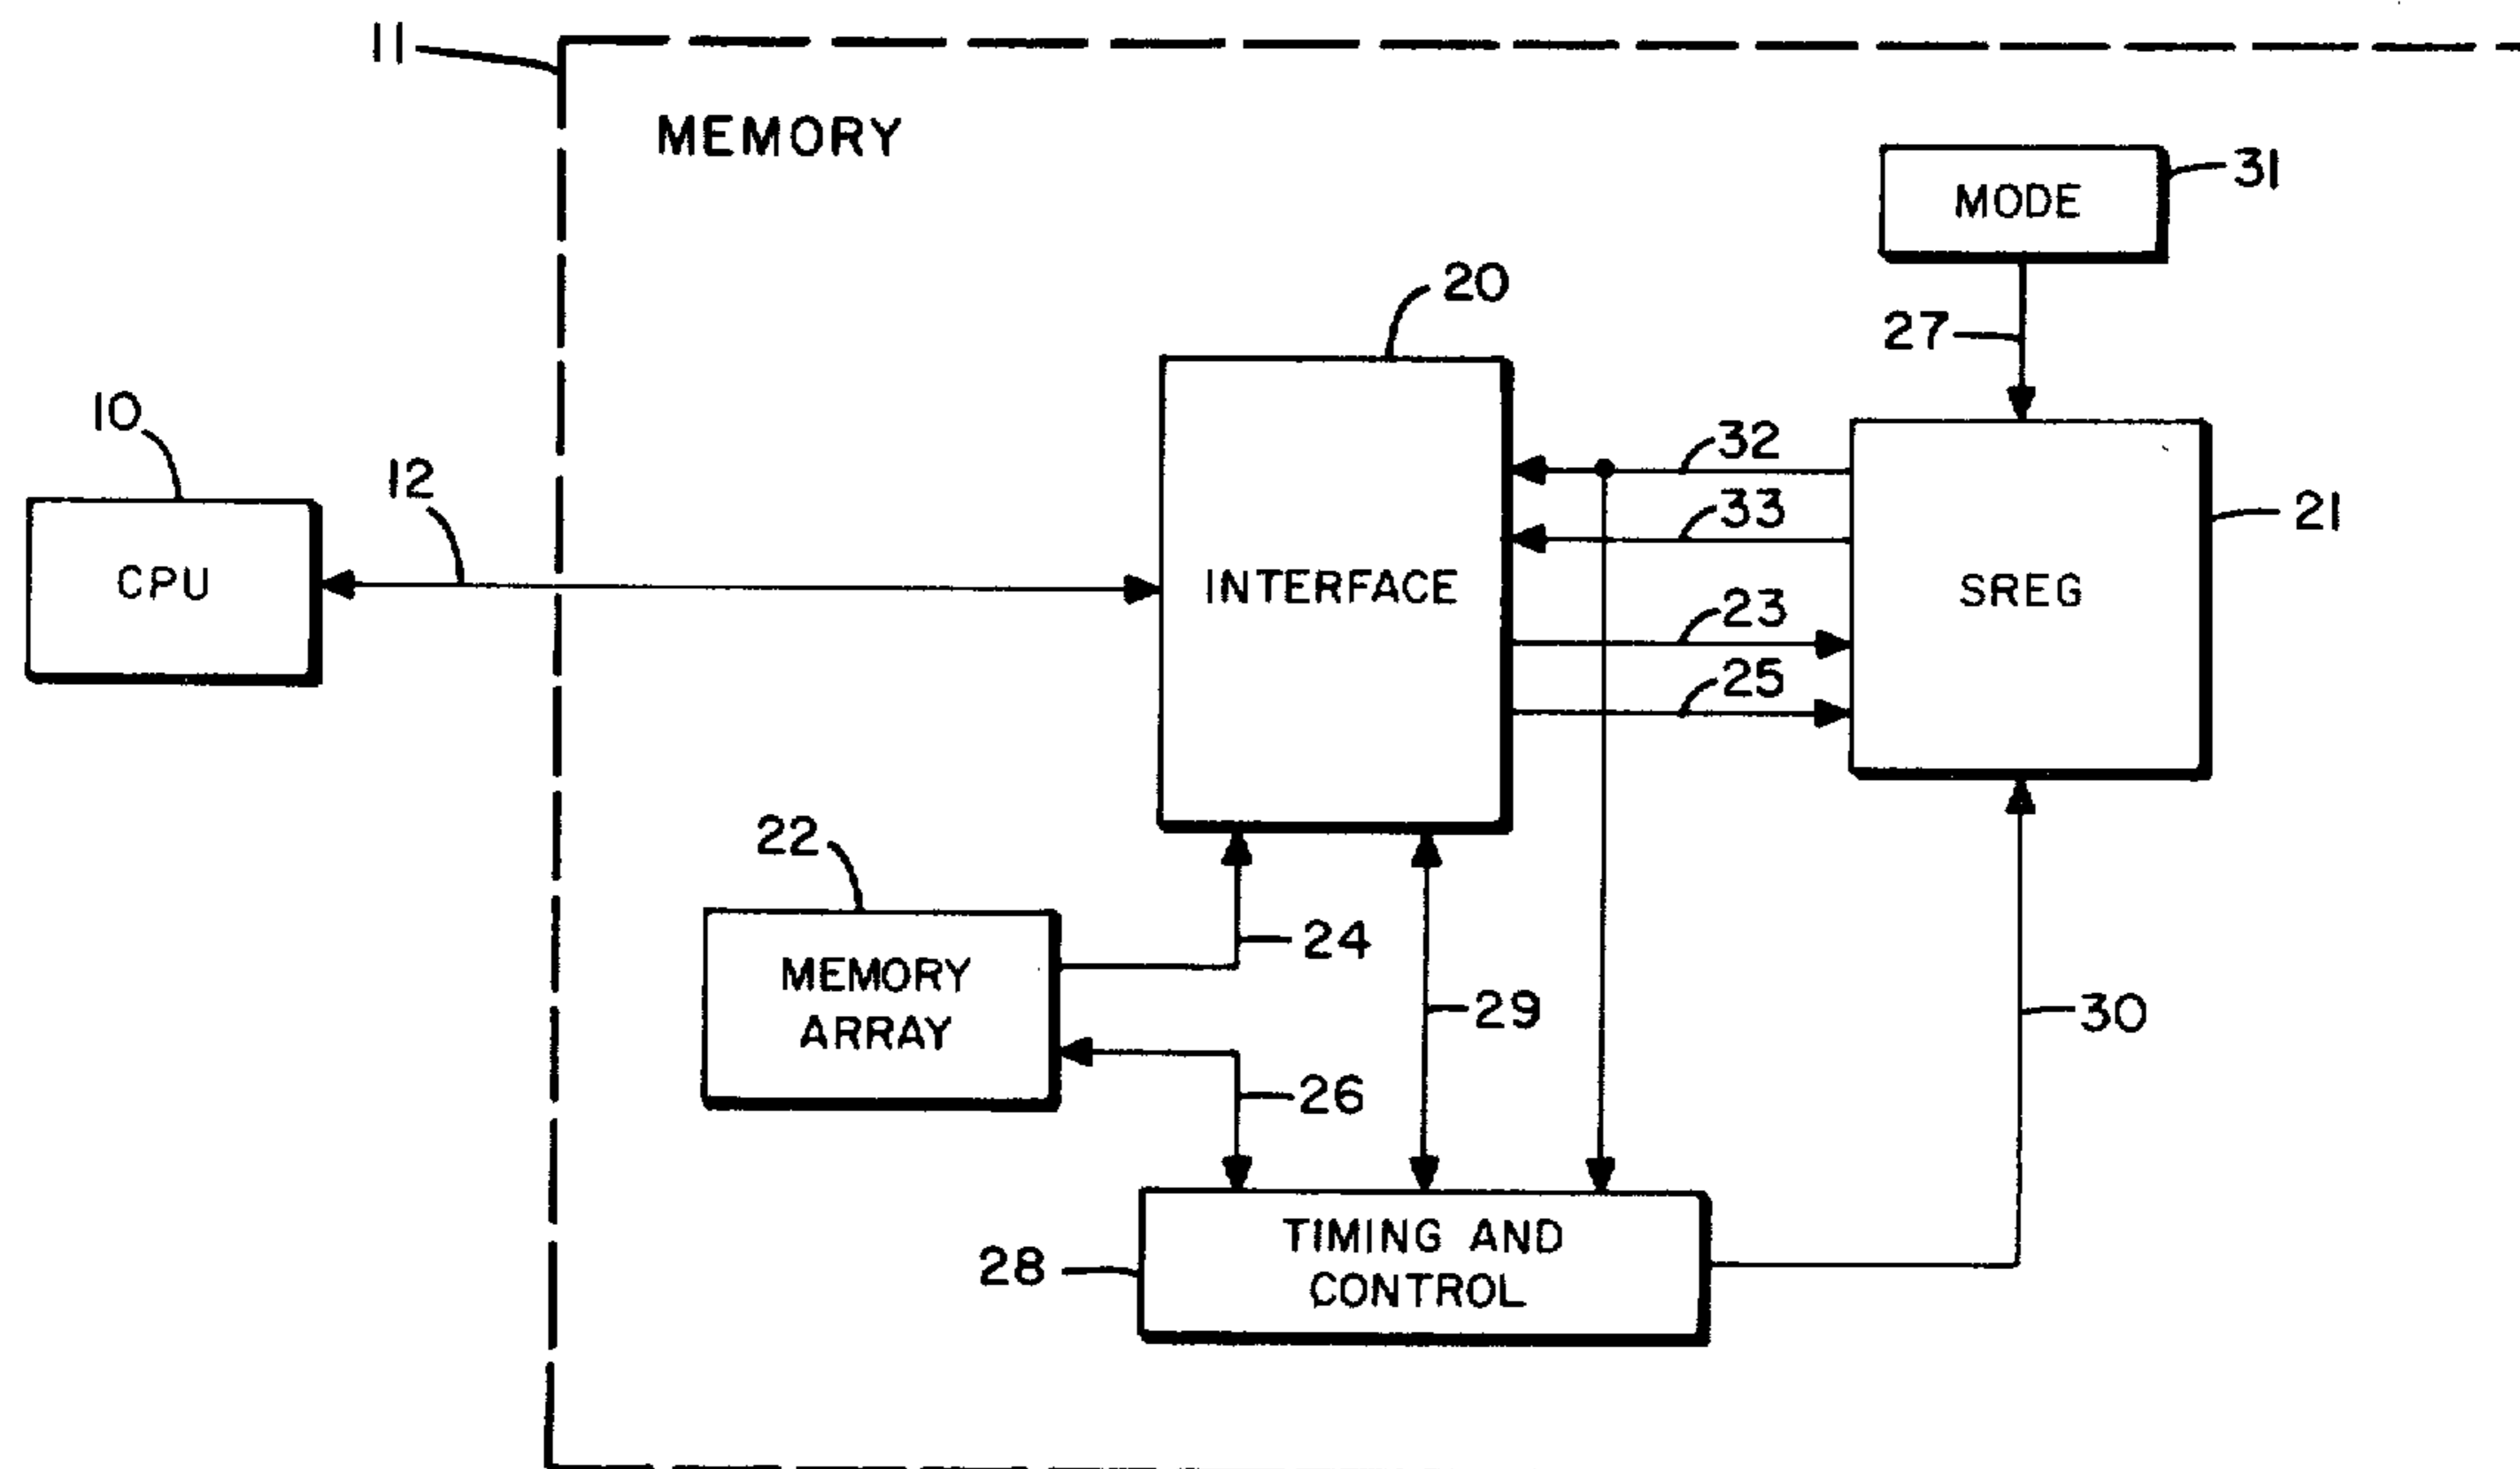 11
MEMORY
MODE
31
20
27
10
12
32
33
21
CPU
INTERFACE
SREG
23
25
22
24
MEMORY
ARRAY
29
30
26
TIMING AND
CONTROL
28